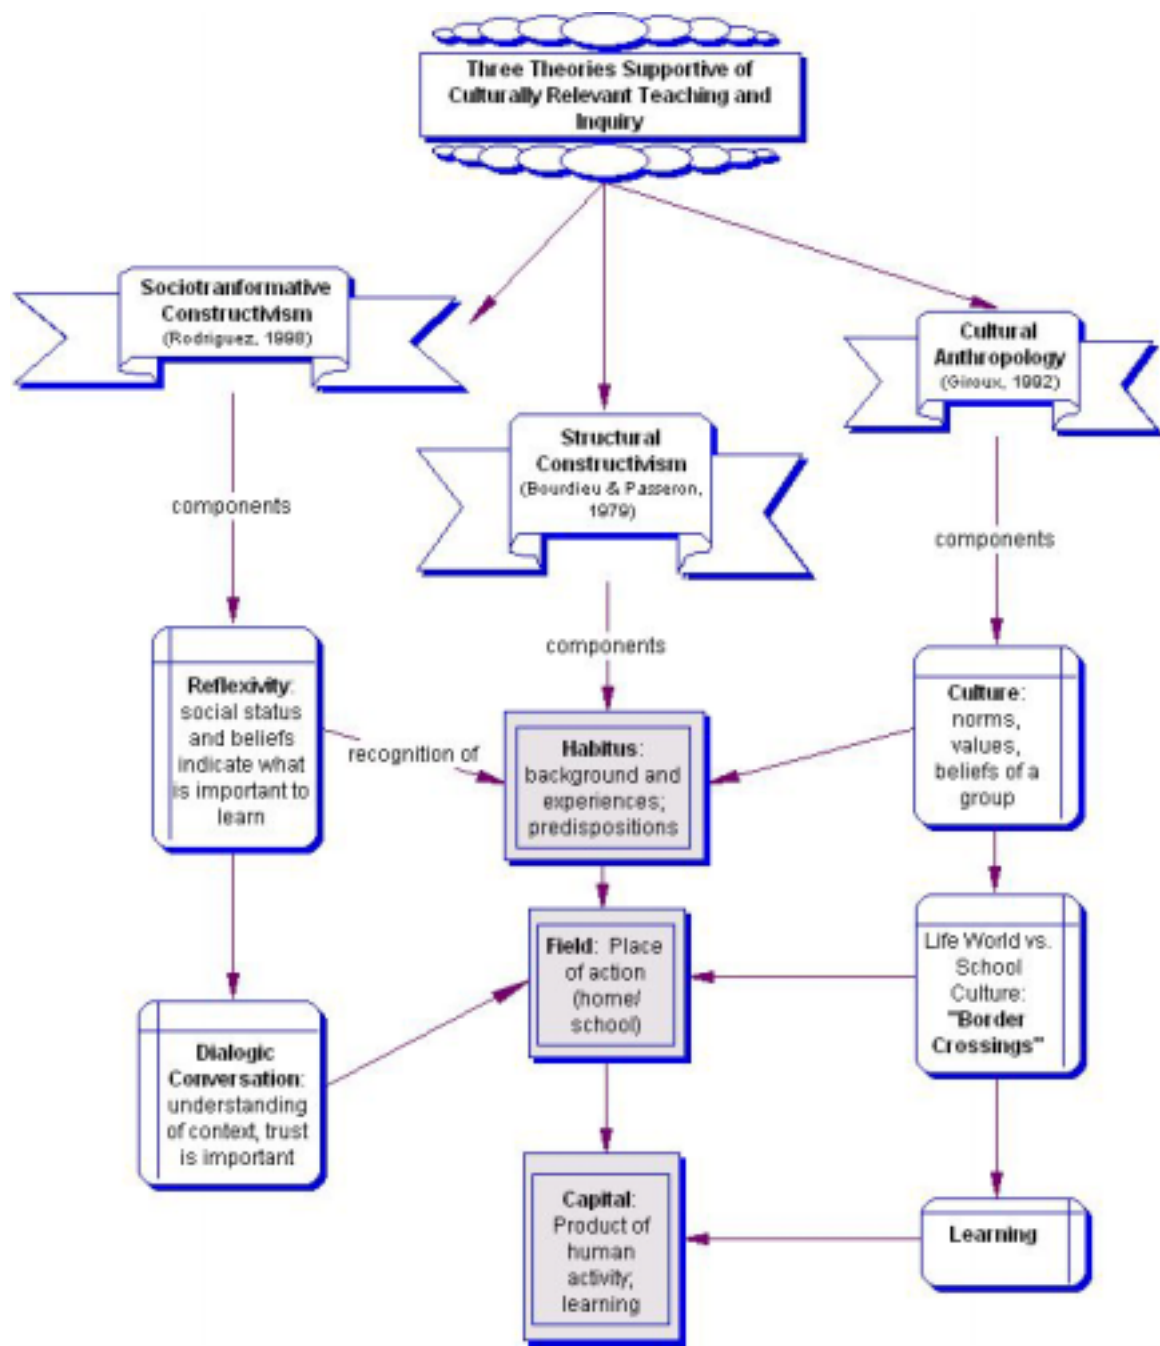 Three Theories Supportive of
Culturally Relevant Teaching and
Inquiry
Sociotranformative
Constructivism
(Rodriguez, 1998)
Cultural
Anthropology
(Giroux, 1992)
Structural
Constructivism
(Bourdieu & Passeron,
1979)
components
components
components
Reflexivity:
social status
and beliefs
indicate what
is important to
learn
recognition of
Habitus:
background and
experiences;
predispositions
Culture:
norms,
values,
beliefs of a
group
Field: Place
of action
(home/
school)
Life World vs.
School
Culture:
"Border
Crossings"
Dialogic
Conversation:
understanding
of context, trust
is important
Capital:
Product of
human
activity;
learning
Learning